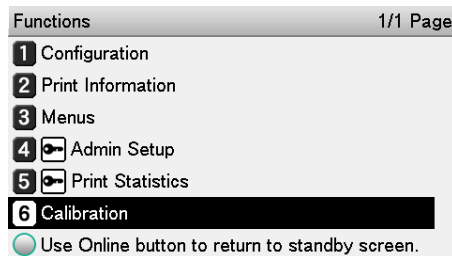 Functions 1/1 Page
1 Configuration
2 Print Information
3 Menus
4 Admin Setup
5 Print Statistics
6 Calibration
Use Online button to return to standby screen.